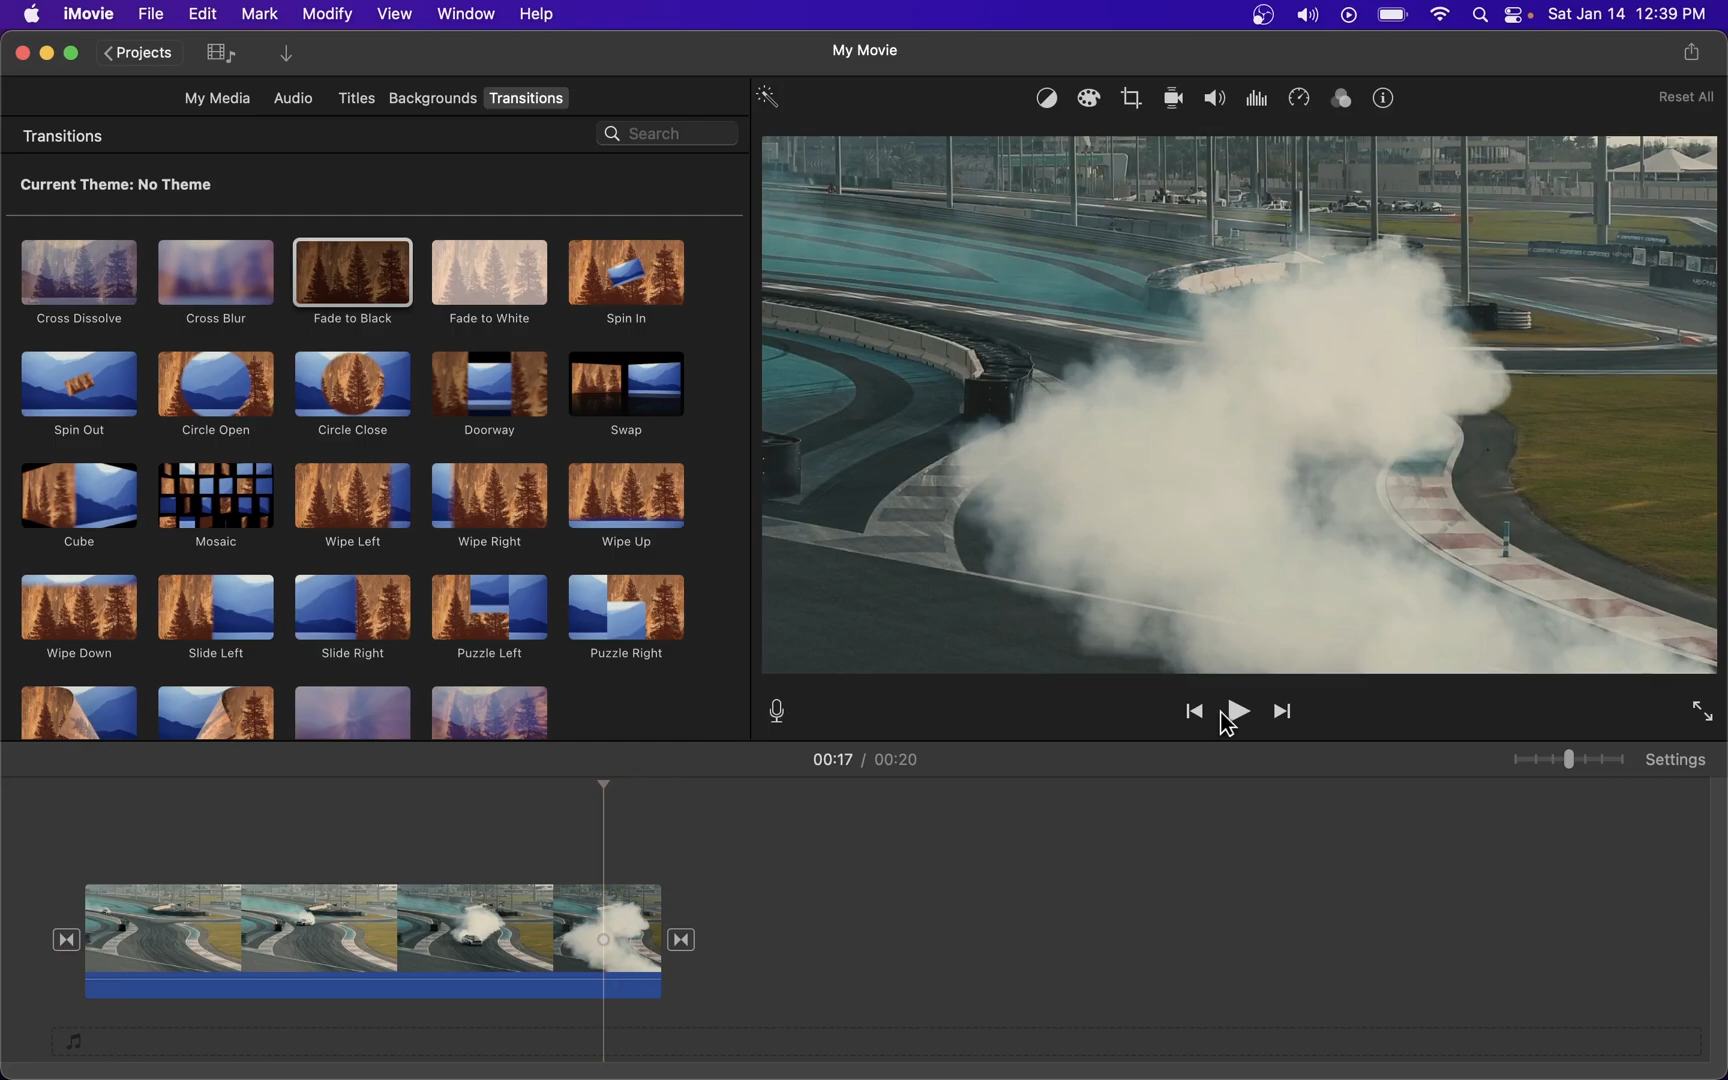 iMovie File Edit Mark Modify View Window Help Sat Jan 14 12:39 PM
Projects My Movie
My Media Audio Titles Backgrounds Transitions Reset All
Transitions Search
Current Theme: No Theme
Cross Dissolve Cross Blur Fade to Black Fade to White Spin In
Spin Out Circle Open Circle Close Doorway Swap
Cube Mosaic Wipe Left Wipe Right Wipe Up
Wipe Down Slide Left Slide Right Puzzle Left Puzzle Right
00:17 / 00:20 Settings